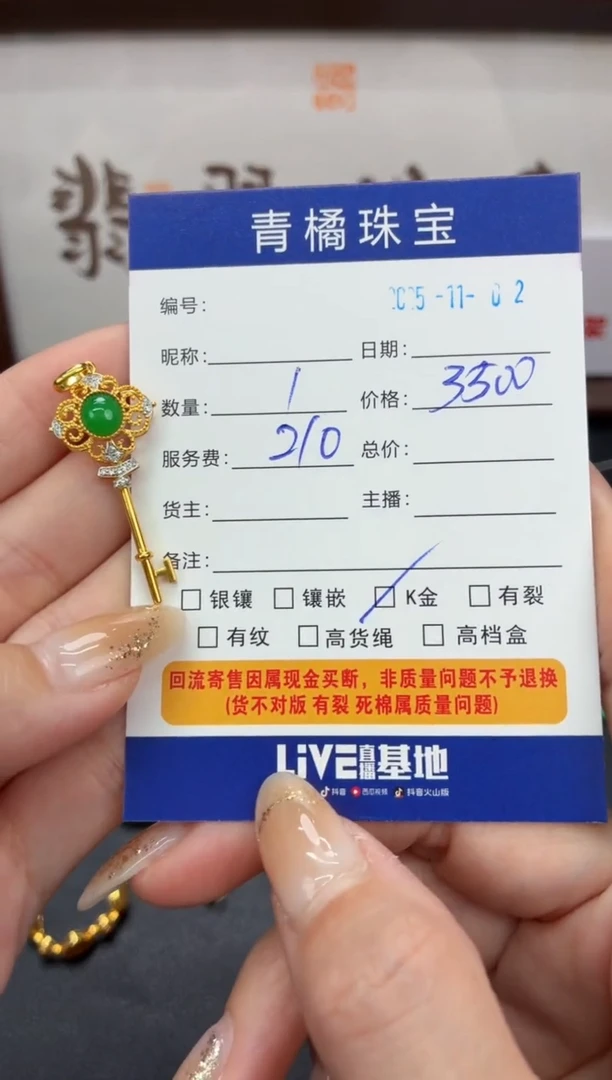 翡
青橘珠宝
编号: 2025-11-02
昵称: 日期:
数量: 1 价格: 3500
服务费: 210 总价:
货主: 主播:
备注:
□ 银镶 □ 镶嵌 □ K金 □ 有裂
□ 有纹 □ 高货绳 □ 高档盒
回流寄售因属现金买断，非质量问题不予退换
(货不对版 有裂 死棉属质量问题)
LiVE直播基地
抖音 西瓜视频 抖音火山版